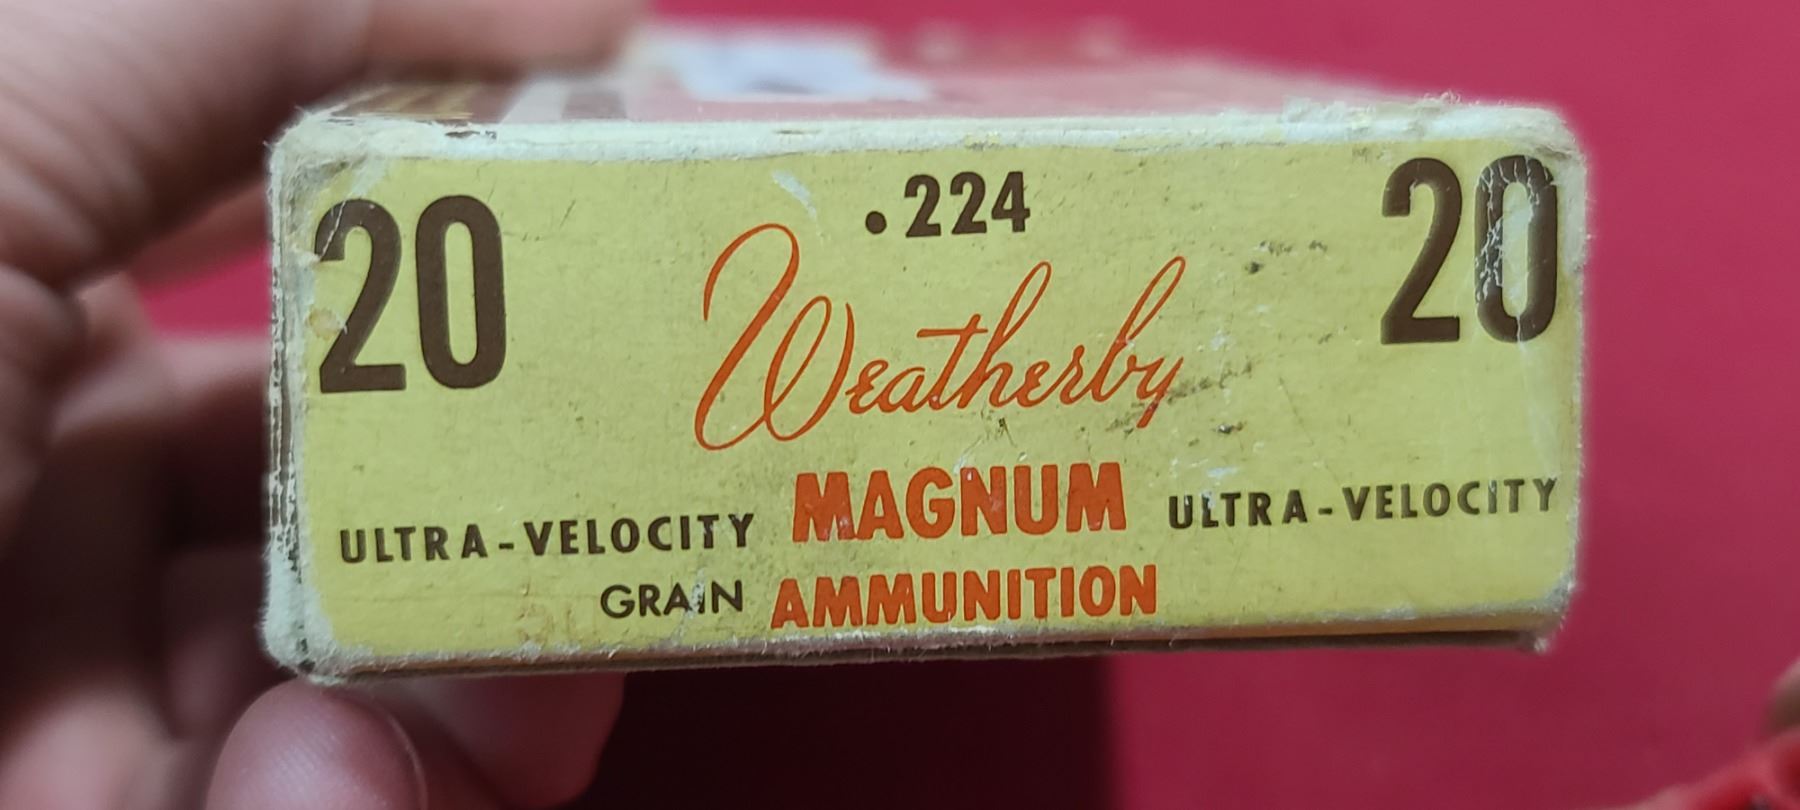 20 .224 20
Weatherby
ULTRA-VELOCITY MAGNUM ULTRA-VELOCITY
GRAIN AMMUNITION